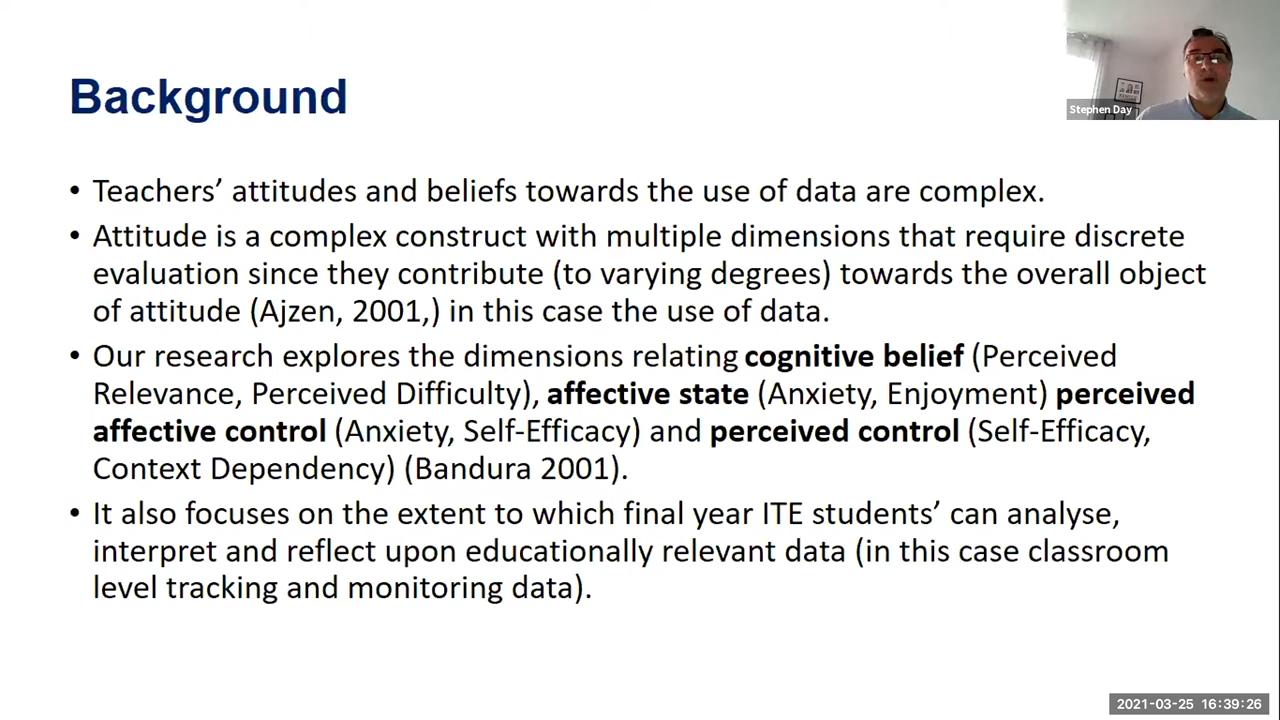 Background
Stephen Day
• Teachers’ attitudes and beliefs towards the use of data are complex.
• Attitude is a complex construct with multiple dimensions that require discrete
evaluation since they contribute (to varying degrees) towards the overall object
of attitude (Ajzen, 2001,) in this case the use of data.
• Our research explores the dimensions relating cognitive belief (Perceived
Relevance, Perceived Difficulty), affective state (Anxiety, Enjoyment) perceived
affective control (Anxiety, Self-Efficacy) and perceived control (Self-Efficacy,
Context Dependency) (Bandura 2001).
• It also focuses on the extent to which final year ITE students’ can analyse,
interpret and reflect upon educationally relevant data (in this case classroom
level tracking and monitoring data).
2021-03-25 16:39:26